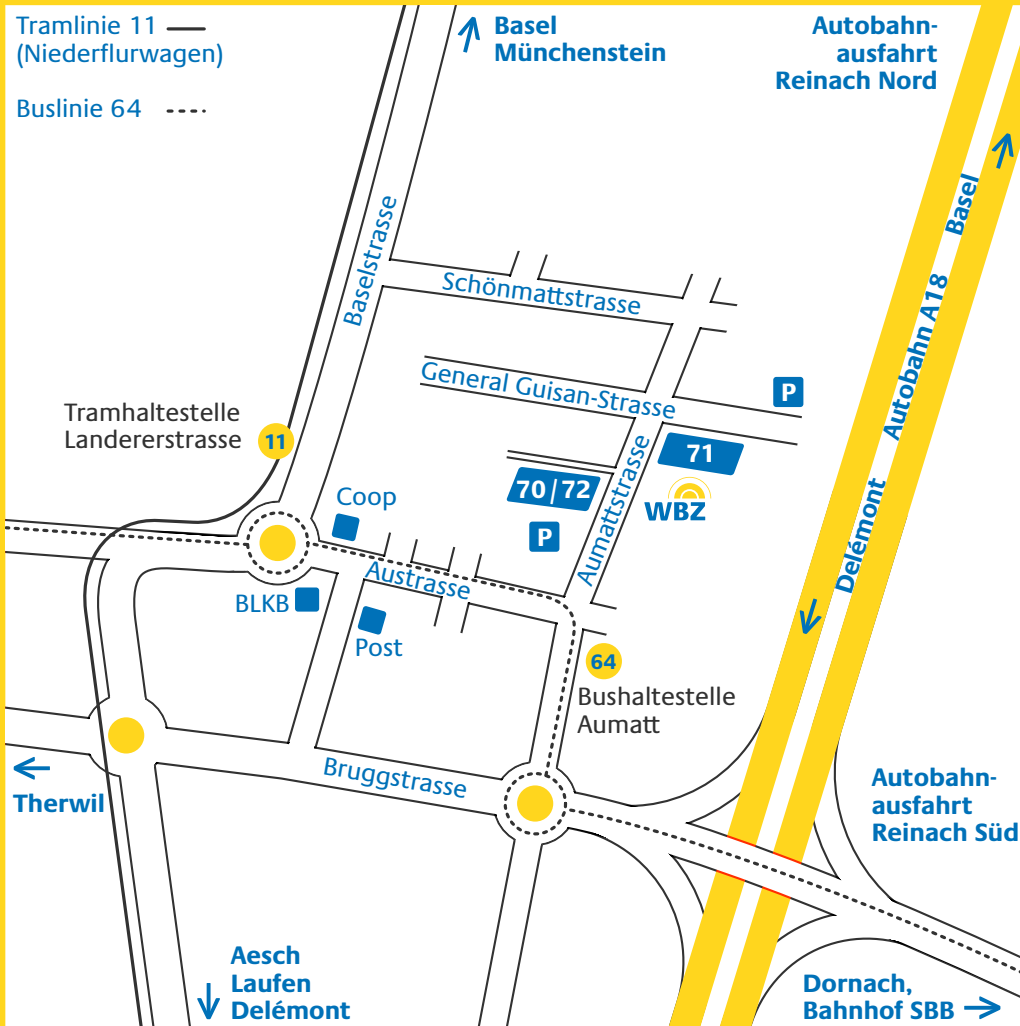 Tramlinie 11
(Niederflurwagen)
Buslinie 64
Basel
Münchenstein
Autobahn-
ausfahrt
Reinach Nord
Basel
Autobahn A18
Delémont
Baselstrasse
Schönmattstrasse
General Guisan-Strasse
P
Tramhaltestelle
Landererstrasse
11
71
70|72
WBZ
P
Aumattstrasse
Coop
Austrasse
BLKB
Post
64
Bushaltestelle
Aumatt
Bruggstrasse
Therwil
Autobahn-
ausfahrt
Reinach Süd
Aesch
Laufen
Delémont
Dornach,
Bahnhof SBB